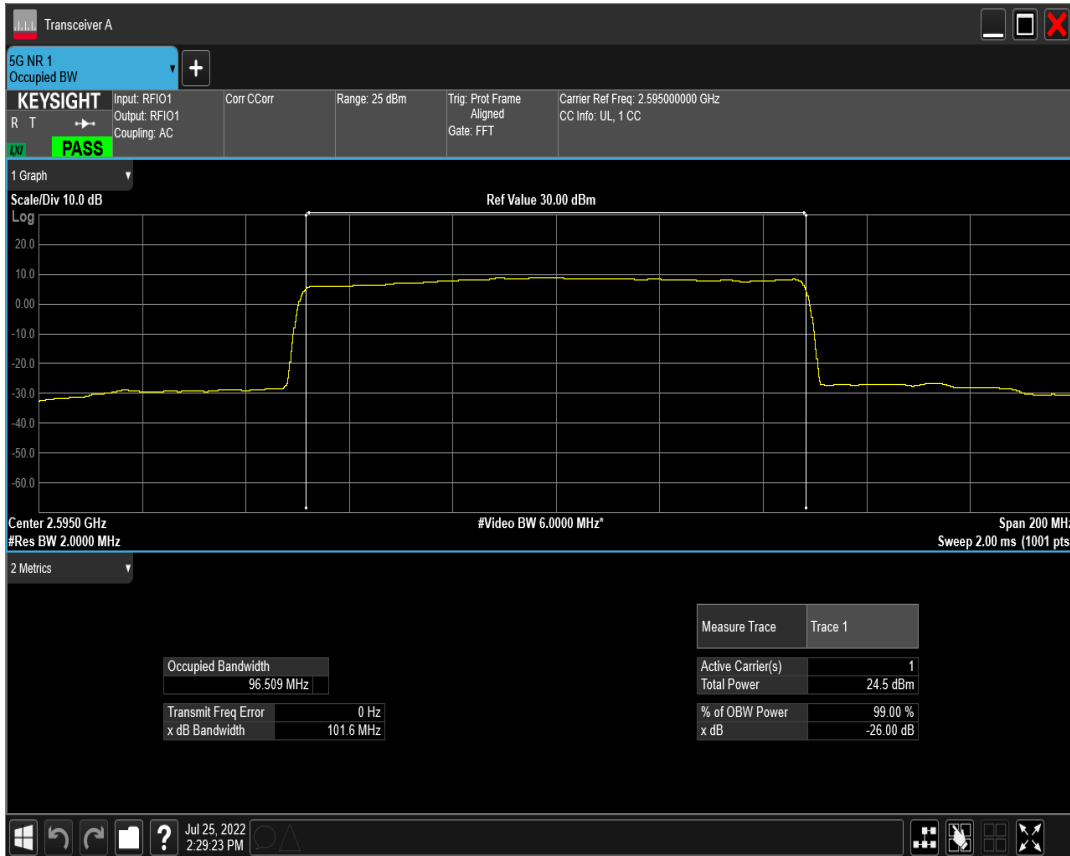 Transceiver A
5G NR 1
Occupied BW
+
KEYSIGHT
R T
LXI
PASS
Input: RFIO1
Output: RFIO1
Coupling: AC
Corr CCorr
Range: 25 dBm
Trig: Prot Frame
Aligned
Gate: FFT
Carrier Ref Freq: 2.595000000 GHz
CC Info: UL, 1 CC
1 Graph
Scale/Div 10.0 dB
Ref Value 30.00 dBm
Log
20.0
10.0
0.00
-10.0
-20.0
-30.0
-40.0
-50.0
-60.0
Center 2.5950 GHz
#Video BW 6.0000 MHz*
Span 200 MHz
#Res BW 2.0000 MHz
Sweep 2.00 ms (1001 pts
2 Metrics
Measure Trace Trace 1
Occupied Bandwidth
96.509 MHz
Active Carrier(s) 1
Total Power 24.5 dBm
Transmit Freq Error 0 Hz
x dB Bandwidth 101.6 MHz
% of OBW Power 99.00 %
x dB -26.00 dB
?
Jul 25, 2022
2:29:23 PM